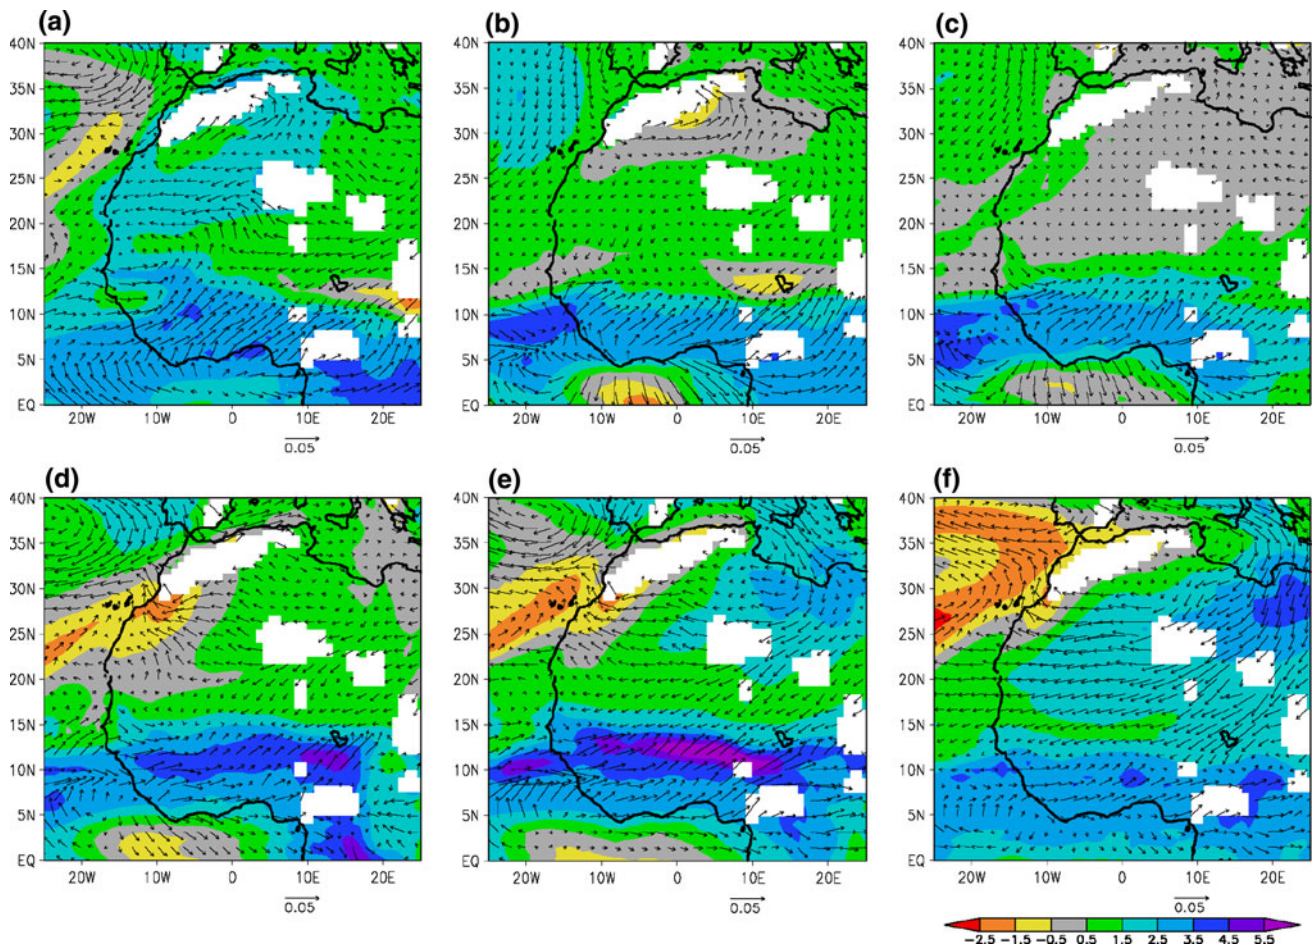 (a) (b) (c)
40N 40N 40N
35N 35N 35N
30N 30N 30N
25N 25N 25N
20N 20N 20N
15N 15N 15N
10N 10N 10N
5N 5N 5N
EQ EQ EQ
20W 10W 0 10E 20E 20W 10W 0 10E 20E 20W 10W 0 10E 20E
0.05 0.05 0.05
(d) (e) (f)
40N 40N 40N
35N 35N 35N
30N 30N 30N
25N 25N 25N
20N 20N 20N
15N 15N 15N
10N 10N 10N
5N 5N 5N
EQ EQ EQ
20W 10W 0 10E 20E 20W 10W 0 10E 20E 20W 10W 0 10E 20E
0.05 0.05 0.05
-2.5 -1.5 -0.5 0.5 1.5 2.5 3.5 4.5 5.5